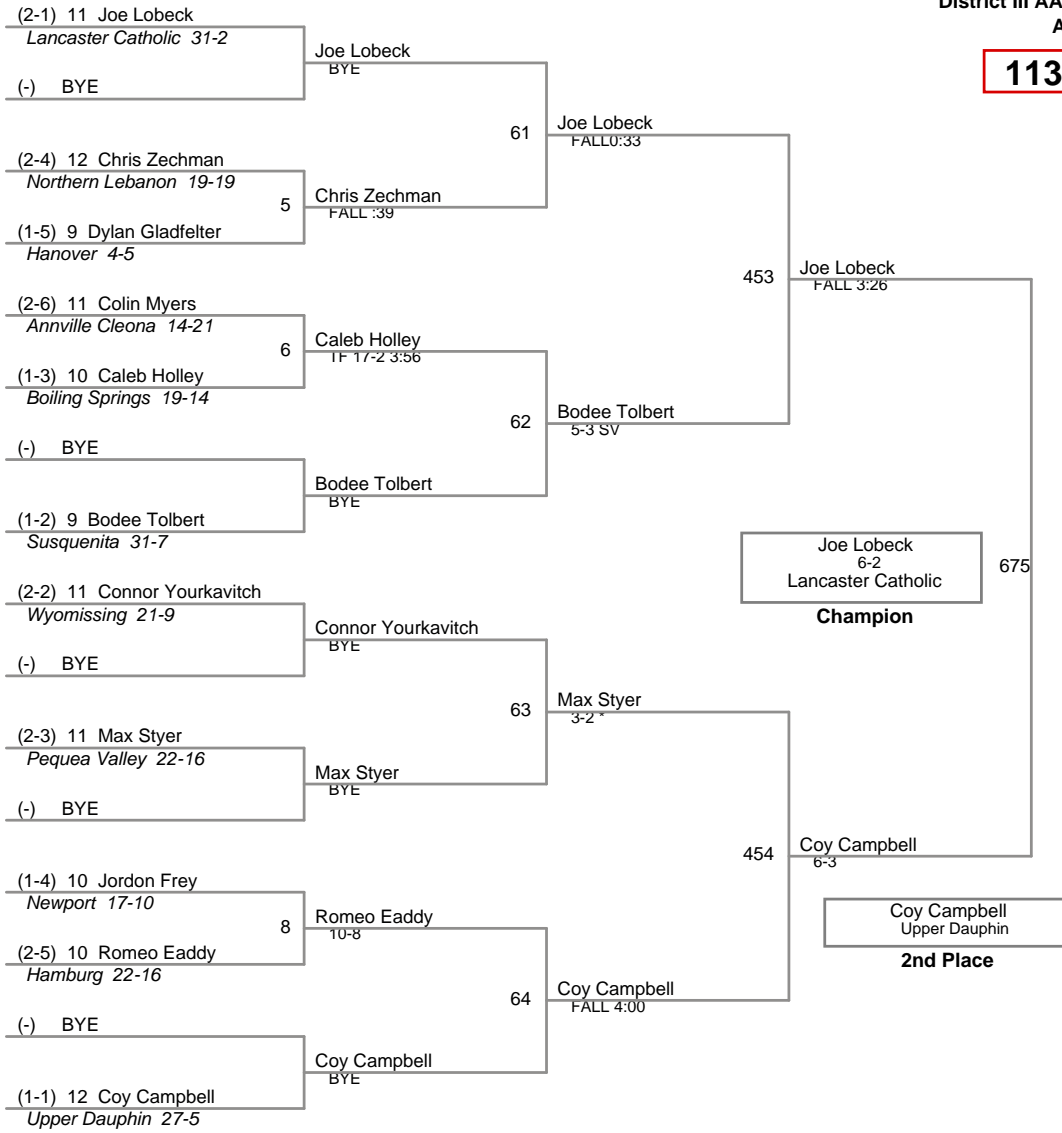 District III AA
A
113
(2-1) 11 Joe Lobeck
Lancaster Catholic 31-2
Joe Lobeck
BYE
(-) BYE
61
Joe Lobeck
FALL0:33
(2-4) 12 Chris Zechman
Northern Lebanon 19-19
5
Chris Zechman
FALL :39
(1-5) 9 Dylan Gladfelter
Hanover 4-5
453
Joe Lobeck
FALL 3:26
(2-6) 11 Colin Myers
Annville Cleona 14-21
6
Caleb Holley
TF 17-2 3:56
(1-3) 10 Caleb Holley
Boiling Springs 19-14
62
Bodee Tolbert
5-3 SV
(-) BYE
Bodee Tolbert
BYE
(1-2) 9 Bodee Tolbert
Susquenita 31-7
Joe Lobeck
6-2
Lancaster Catholic
675
Champion
(2-2) 11 Connor Yourkavitch
Wyomissing 21-9
Connor Yourkavitch
BYE
(-) BYE
63
Max Styer
3-2 *
(2-3) 11 Max Styer
Pequea Valley 22-16
Max Styer
BYE
(-) BYE
454
Coy Campbell
6-3
(1-4) 10 Jordon Frey
Newport 17-10
8
Romeo Eaddy
10-8
(2-5) 10 Romeo Eaddy
Hamburg 22-16
Coy Campbell
Upper Dauphin
2nd Place
64
Coy Campbell
FALL 4:00
(-) BYE
Coy Campbell
BYE
(1-1) 12 Coy Campbell
Upper Dauphin 27-5